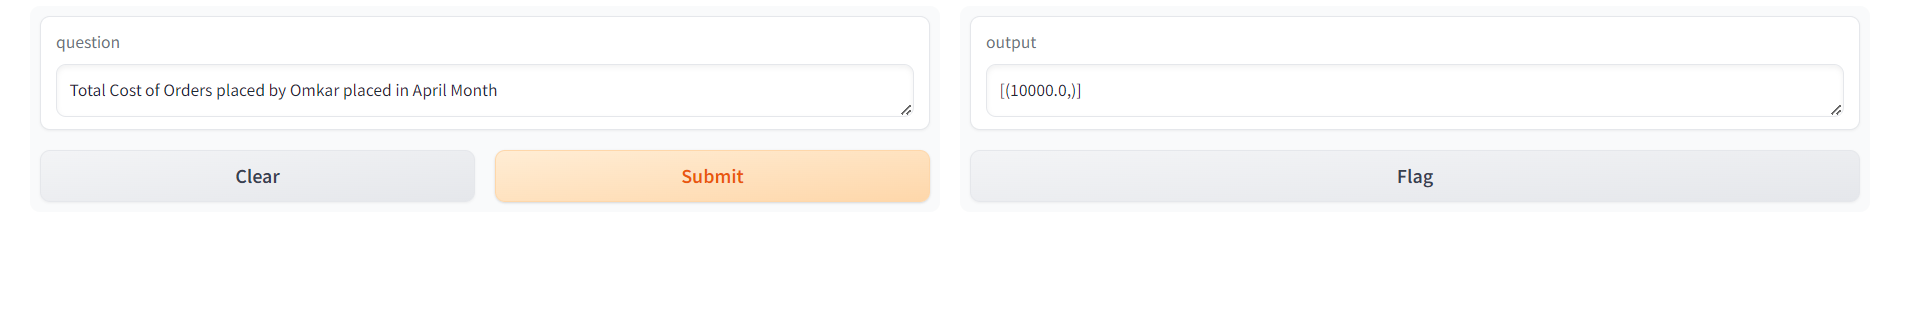 question
Total Cost of Orders placed by Omkar placed in April Month
Clear
Submit
output
[(10000.0,)]
Flag